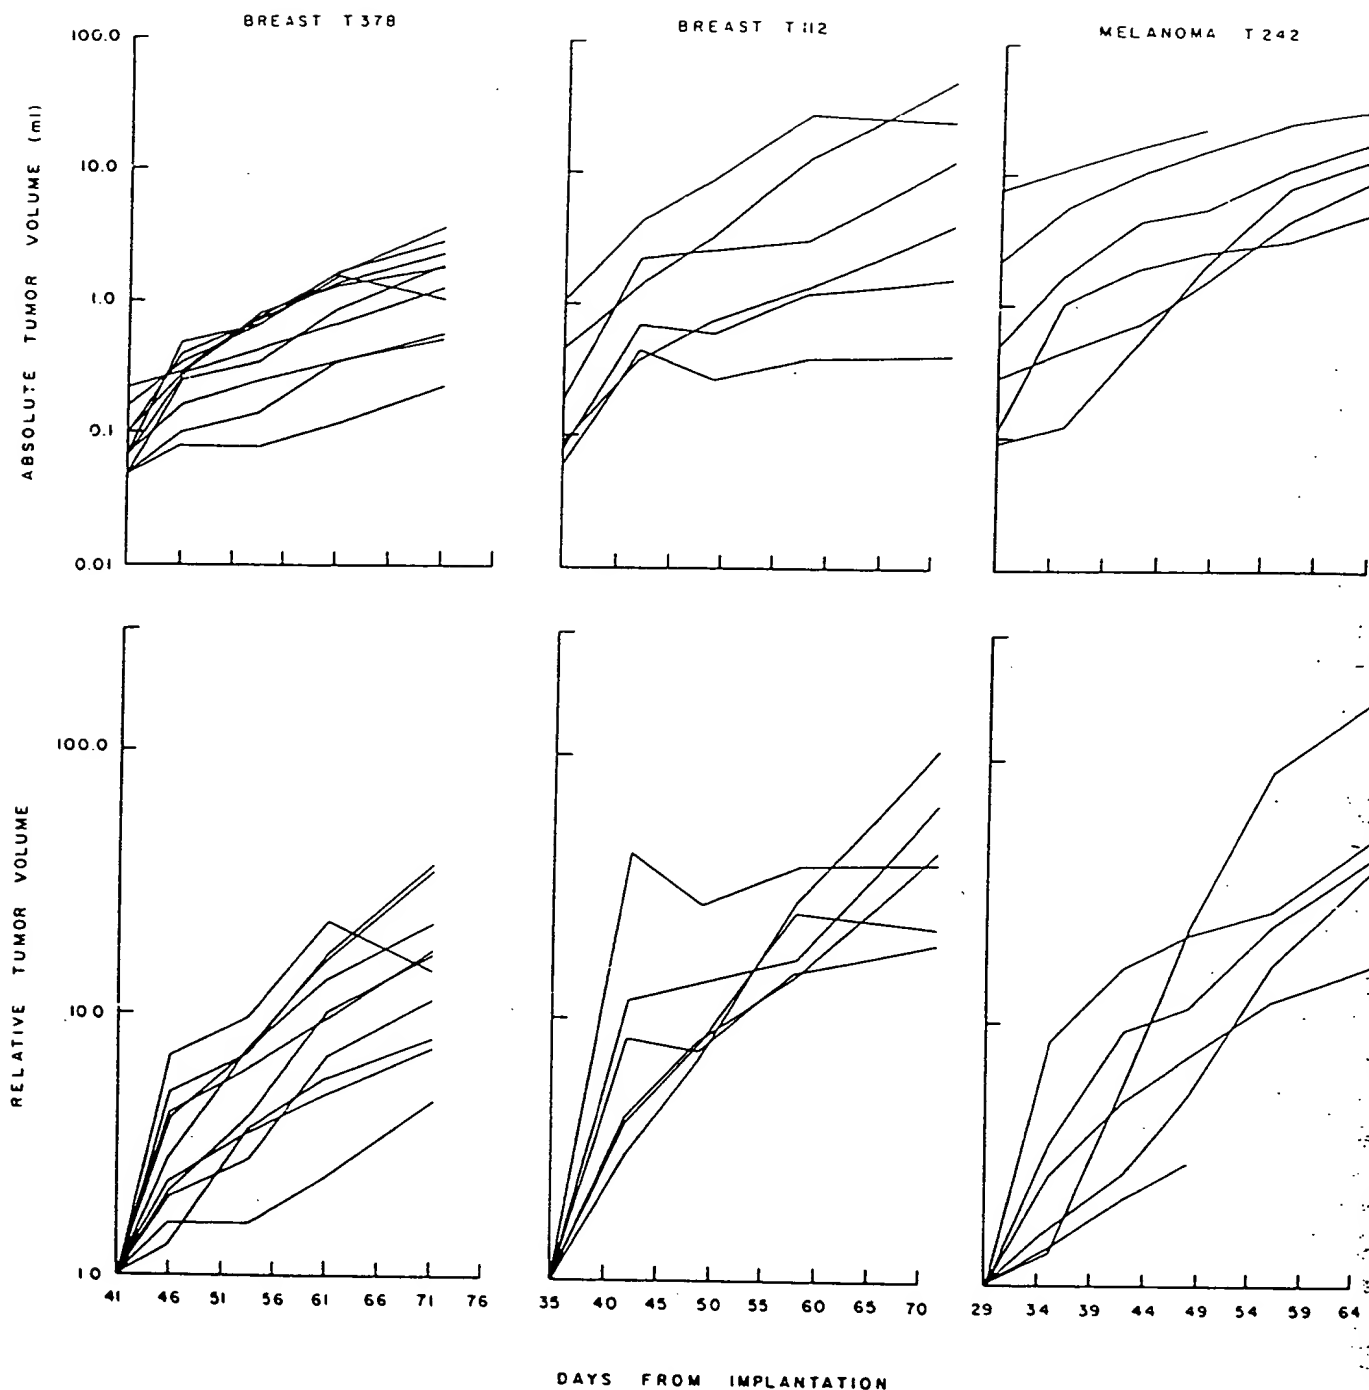 BREAST T378
BREAST T112
MELANOMA T242
ABSOLUTE TUMOR VOLUME (ml)
100.0
10.0
1.0
0.1
0.01
RELATIVE TUMOR VOLUME
100.0
10.0
1.0
41 46 51 56 61 66 71 76
35 40 45 50 55 60 65 70
29 34 39 44 49 54 59 64
DAYS FROM IMPLANTATION